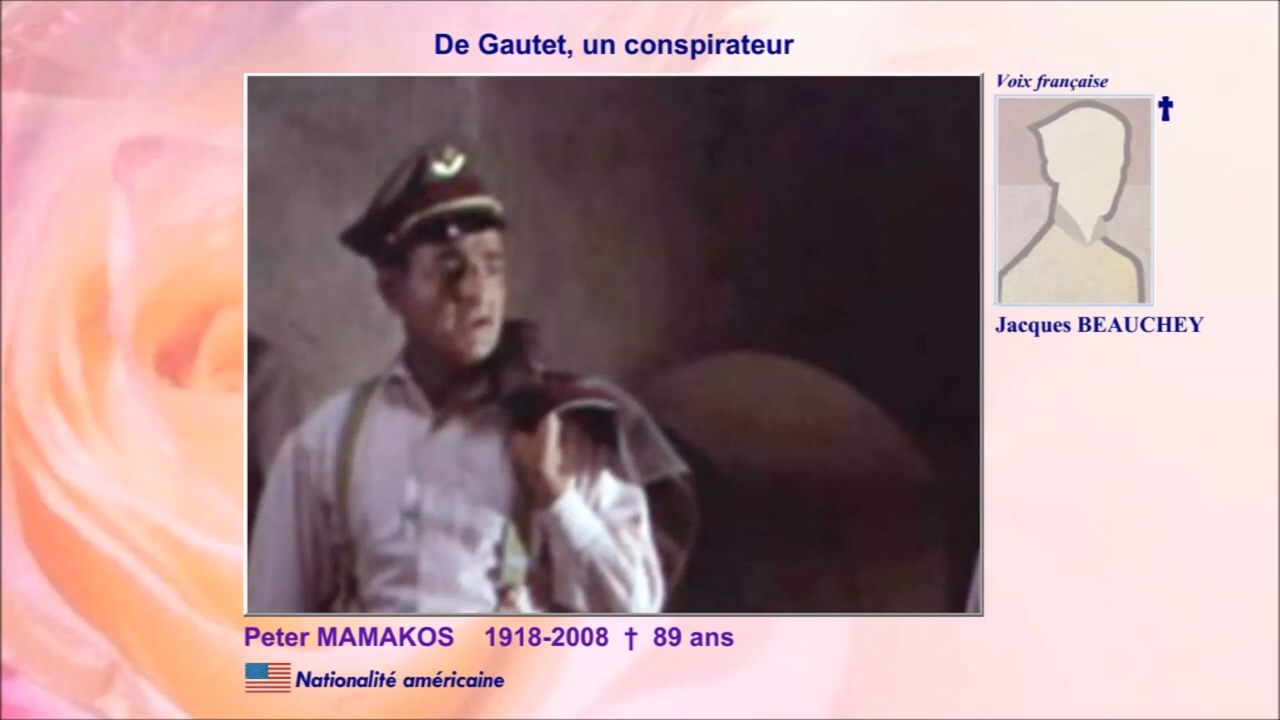 De Gautet, un conspirateur
Voix française
†
Jacques BEAUCHEY
Peter MAMAKOS 1918-2008 † 89 ans
Nationalité américaine